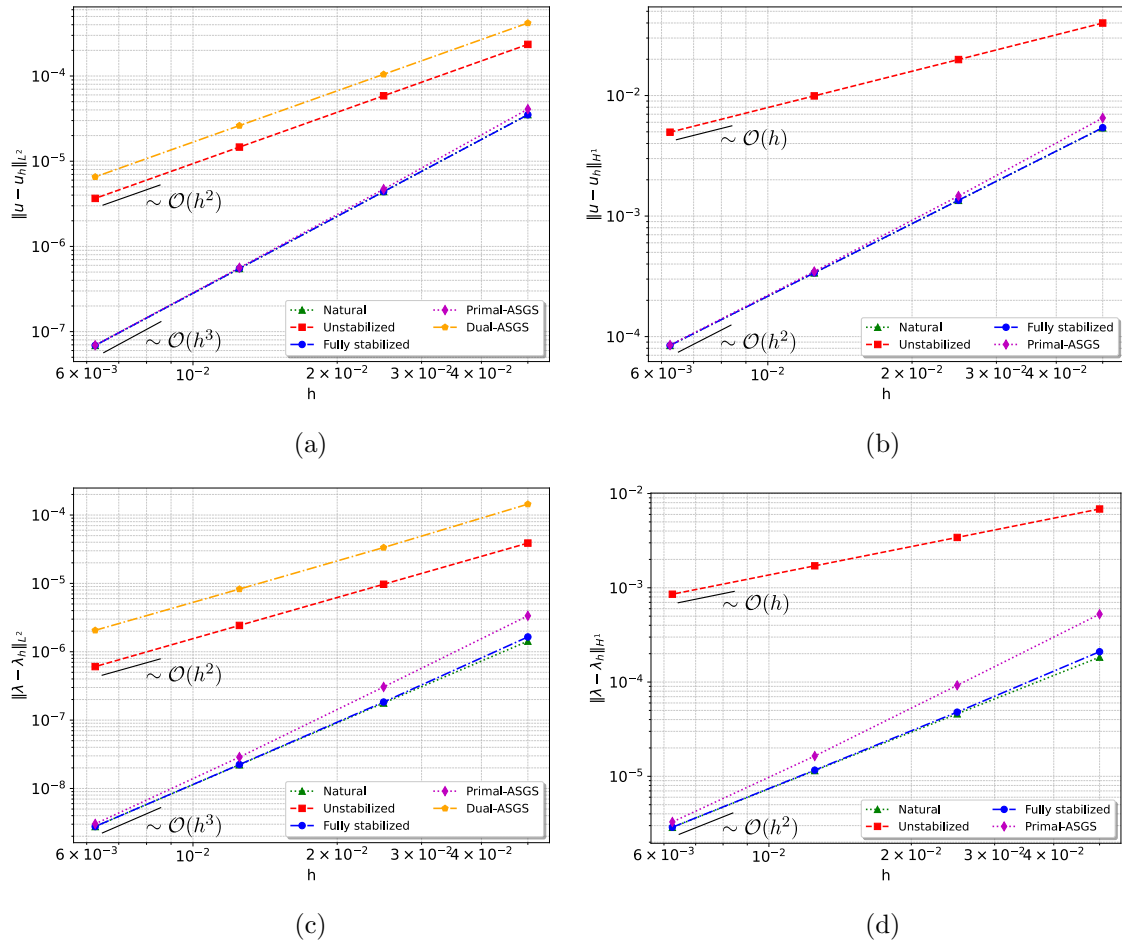 10⁻⁴
10⁻⁵
10⁻⁶
10⁻⁷
‖u − u_h‖_{L²}
∼ O(h²)
∼ O(h³)
Natural
Unstabilized
Fully stabilized
Primal-ASGS
Dual-ASGS
6 × 10⁻³
10⁻²
2 × 10⁻²
3 × 10⁻²
4 × 10⁻²
h
(a)
10⁻²
10⁻³
10⁻⁴
‖u − u_h‖_{H¹}
∼ O(h)
∼ O(h²)
Natural
Unstabilized
Fully stabilized
Primal-ASGS
6 × 10⁻³
10⁻²
2 × 10⁻²
3 × 10⁻²
4 × 10⁻²
h
(b)
10⁻⁴
10⁻⁵
10⁻⁶
10⁻⁷
10⁻⁸
‖λ − λ_h‖_{L²}
∼ O(h²)
∼ O(h³)
Natural
Unstabilized
Fully stabilized
Primal-ASGS
Dual-ASGS
6 × 10⁻³
10⁻²
2 × 10⁻²
3 × 10⁻²
4 × 10⁻²
h
(c)
10⁻²
10⁻³
10⁻⁴
10⁻⁵
‖λ − λ_h‖_{H¹}
∼ O(h)
∼ O(h²)
Natural
Unstabilized
Fully stabilized
Primal-ASGS
6 × 10⁻³
10⁻²
2 × 10⁻²
3 × 10⁻²
4 × 10⁻²
h
(d)